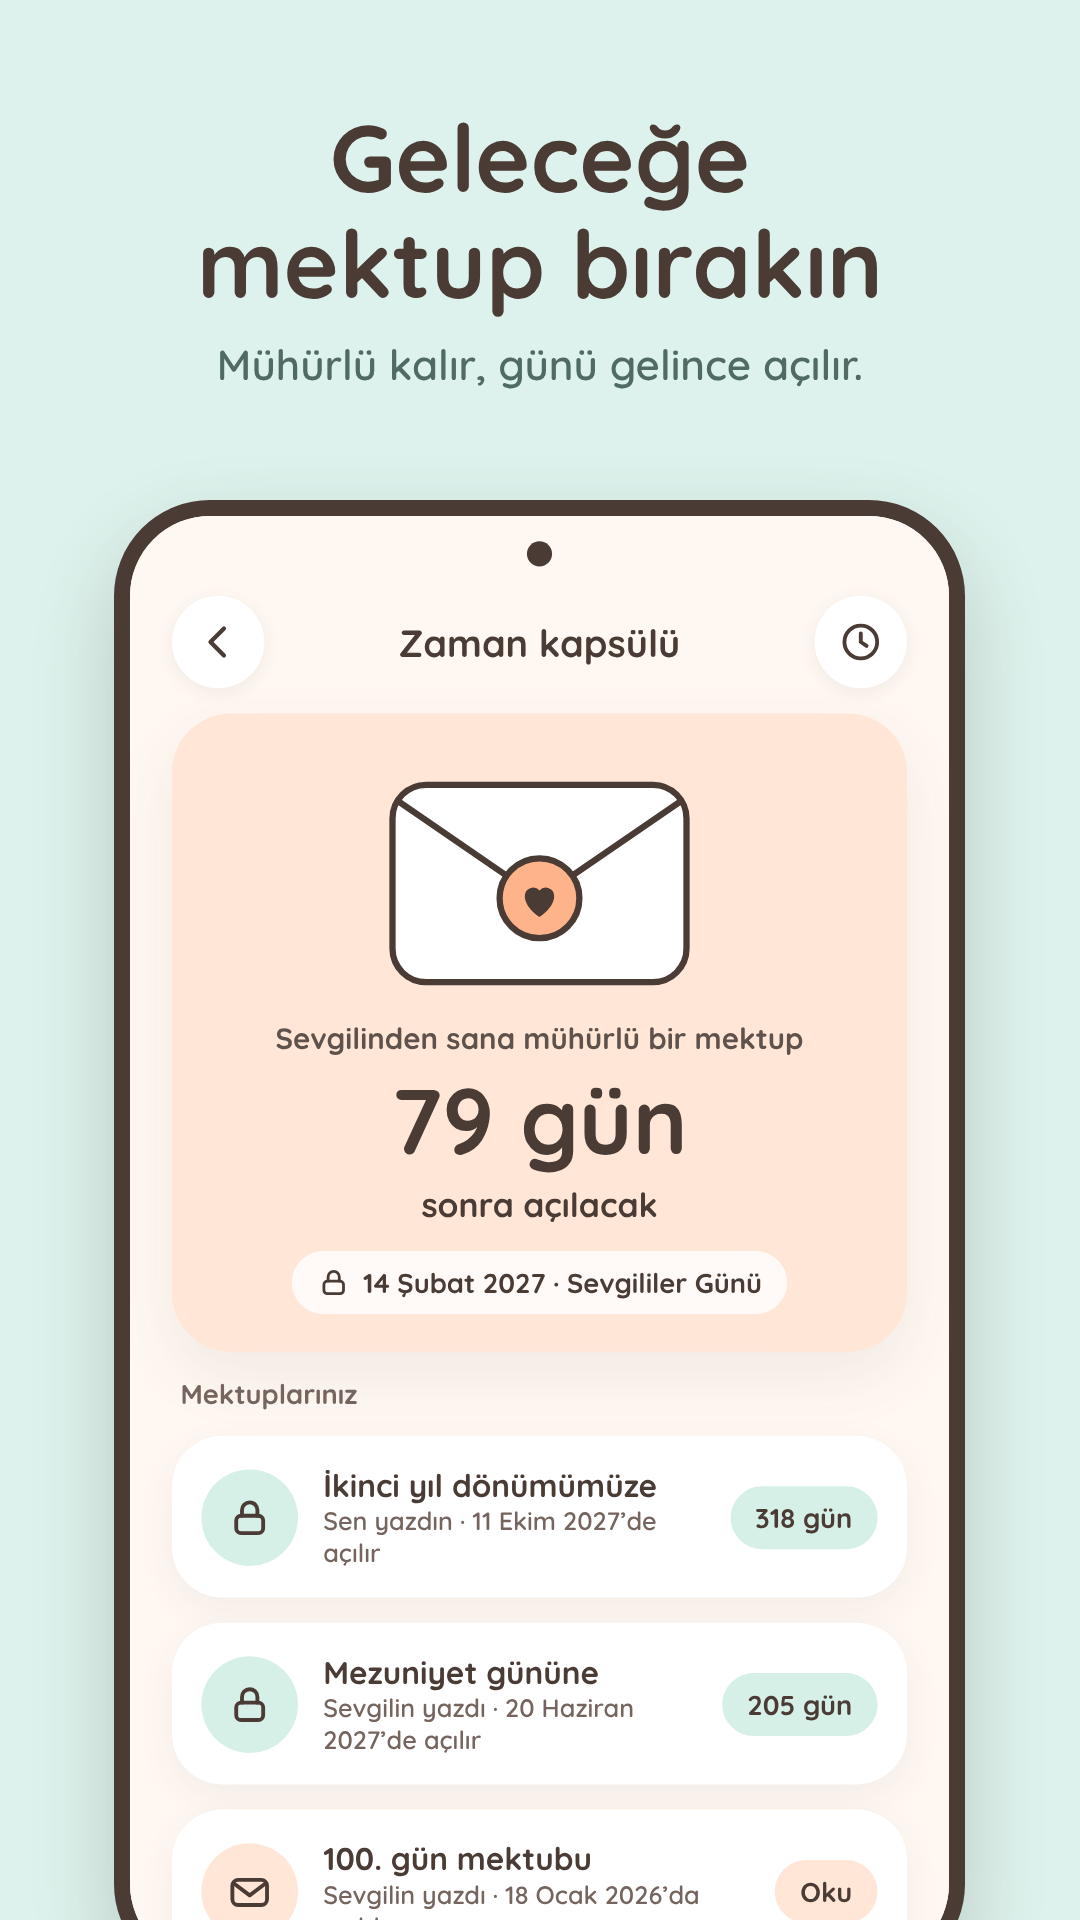 Geleceğe
mektup bırakın
Mühürlü kalır, günü gelince açılır.
Zaman kapsülü
Sevgilinden sana mühürlü bir mektup
79 gün
sonra açılacak
14 Şubat 2027 · Sevgililer Günü
Mektuplarınız
İkinci yıl dönümümüze
Sen yazdın · 11 Ekim 2027’de
açılır
318 gün
Mezuniyet gününe
Sevgilin yazdı · 20 Haziran
2027’de açılır
205 gün
100. gün mektubu
Sevgilin yazdı · 18 Ocak 2026’da
Oku